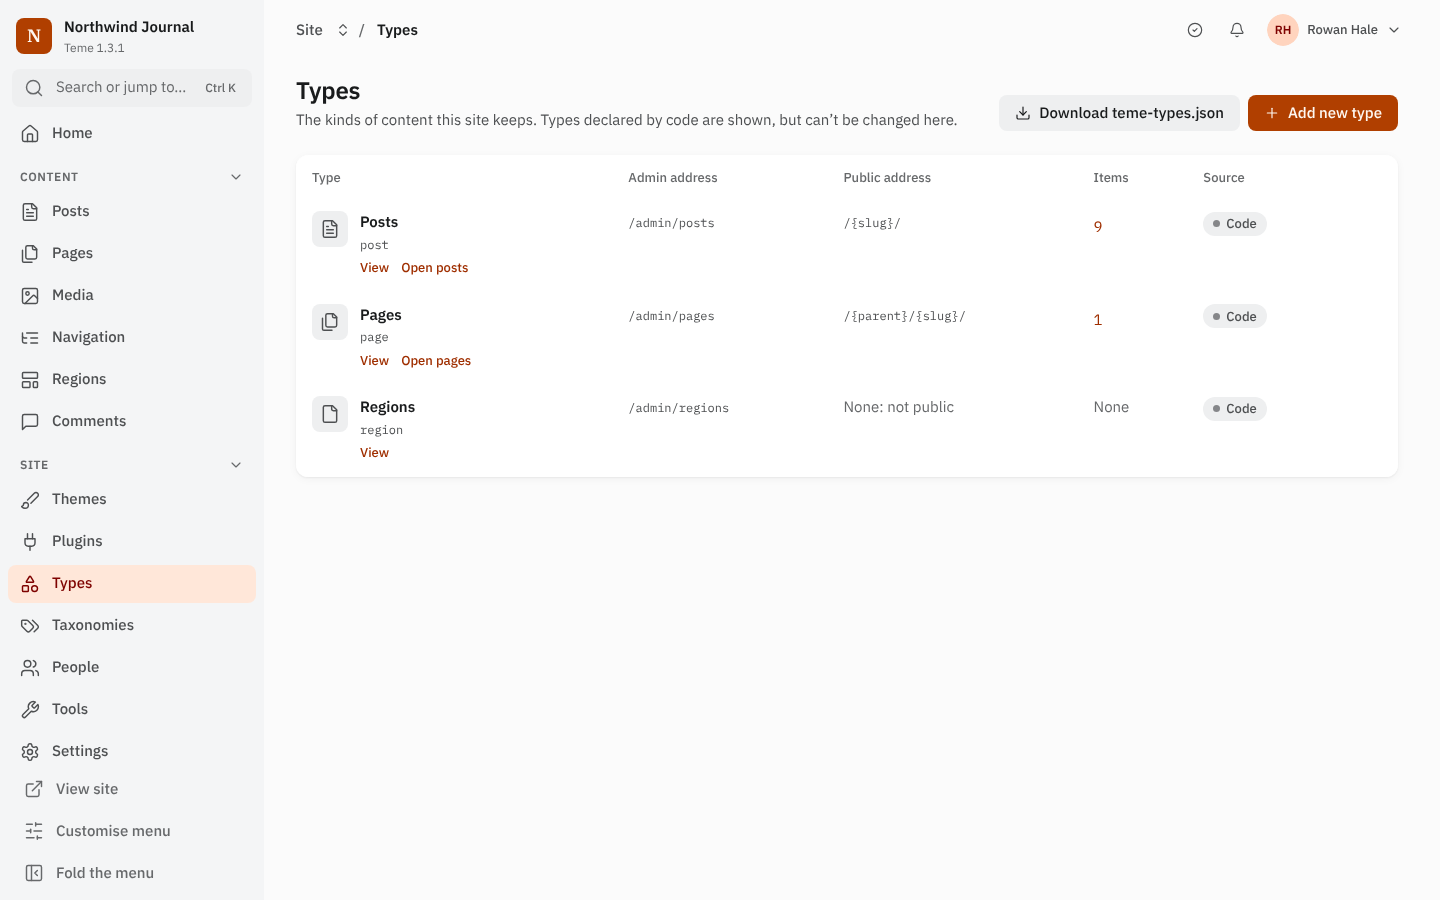 N
Northwind Journal
Teme 1.3.1
Search or jump to... Ctrl K
Home
CONTENT
Posts
Pages
Media
Navigation
Regions
Comments
SITE
Themes
Plugins
Types
Taxonomies
People
Tools
Settings
View site
Customise menu
Fold the menu
Site / Types
RH Rowan Hale
Types
The kinds of content this site keeps. Types declared by code are shown, but can’t be changed here.
Download teme-types.json
Add new type
Type Admin address Public address Items Source
Posts /admin/posts /{slug}/ 9 Code
post
View Open posts
Pages /admin/pages /{parent}/{slug}/ 1 Code
page
View Open pages
Regions /admin/regions None: not public None Code
region
View